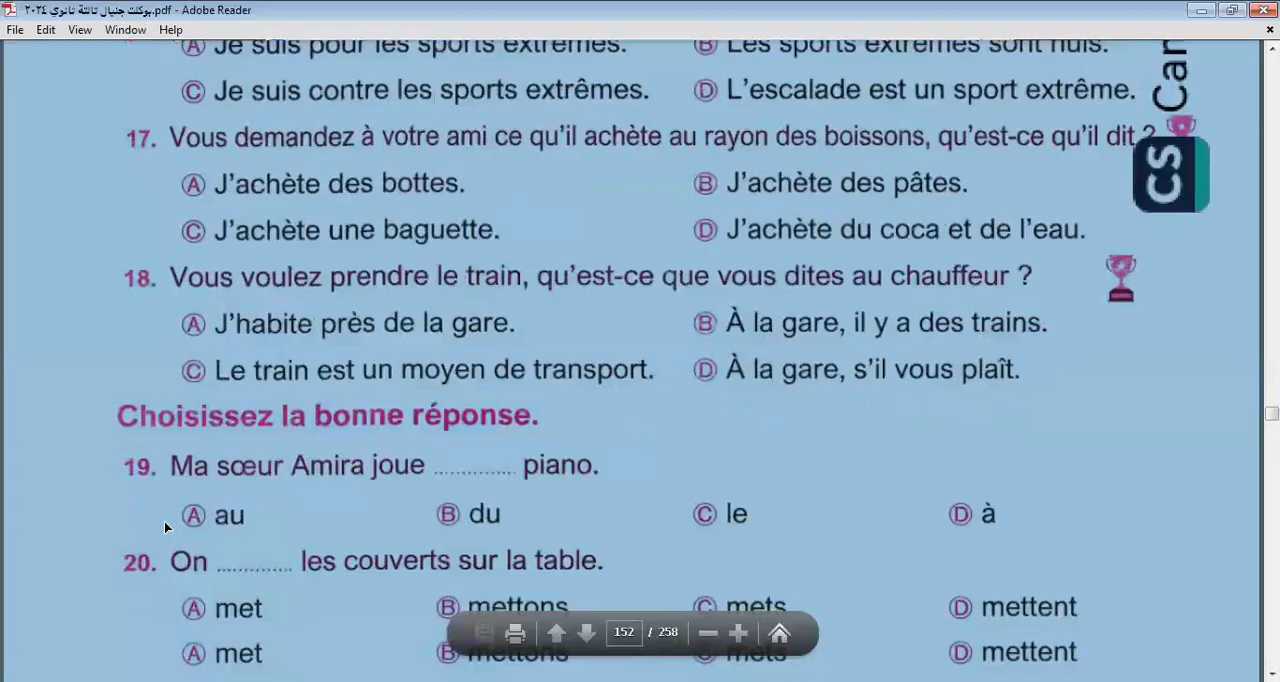 بوكلت جنيال تالتة ثانوي ٢٠٢٤.pdf - Adobe Reader
File Edit View Window Help
A Je suis pour les sports extrêmes. B Les sports extrêmes sont nuls.
C Je suis contre les sports extrêmes. D L'escalade est un sport extrême.
17. Vous demandez à votre ami ce qu'il achète au rayon des boissons, qu'est-ce qu'il dit ?
A J'achète des bottes. B J'achète des pâtes.
C J'achète une baguette. D J'achète du coca et de l'eau.
18. Vous voulez prendre le train, qu'est-ce que vous dites au chauffeur ?
A J'habite près de la gare. B À la gare, il y a des trains.
C Le train est un moyen de transport. D À la gare, s'il vous plaît.
Choisissez la bonne réponse.
19. Ma sœur Amira joue .............. piano.
A au B du C le D à
20. On ............. les couverts sur la table.
A met B mettons C mets D mettent
152 / 258
A met B mettons C mets D mettent
Can
CS